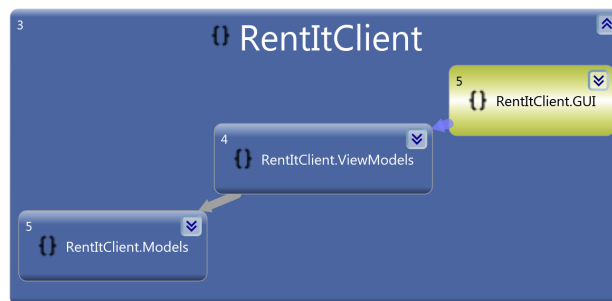 3
{} RentItClient
5
{} RentItClient.GUI
4
{} RentItClient.ViewModels
5
{} RentItClient.Models